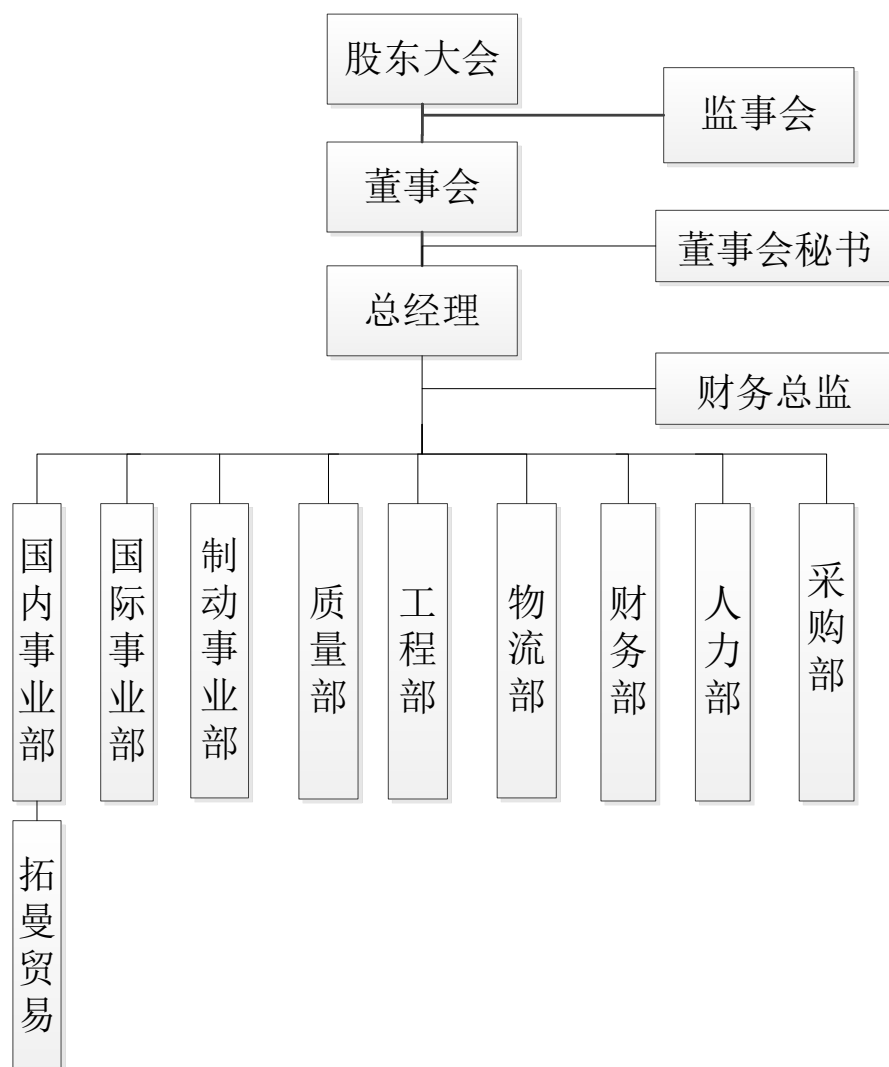 股东大会
监事会
董事会
董事会秘书
总经理
财务总监
国内事业部
国际事业部
制动事业部
质量部
工程部
物流部
财务部
人力部
采购部
拓曼贸易